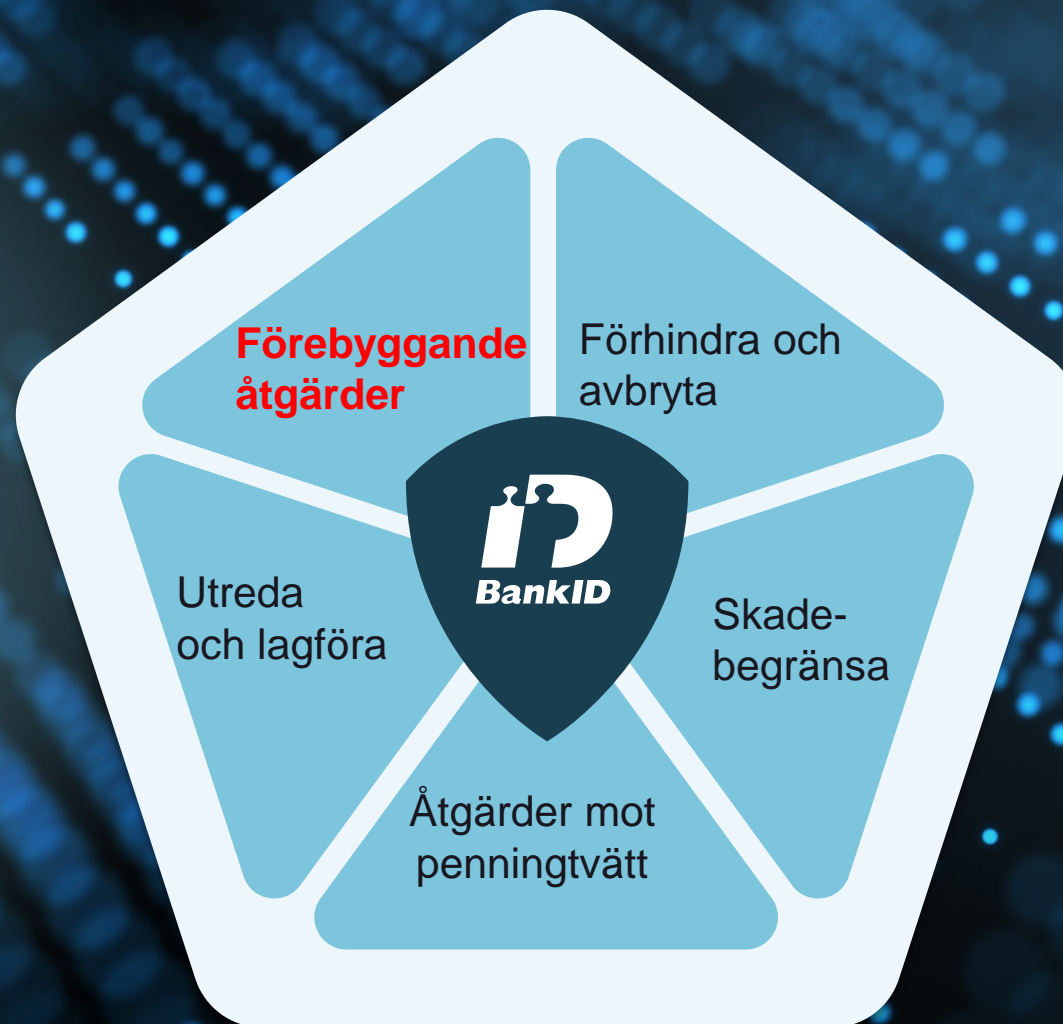 Förebyggande
åtgärder
Förhindra och
avbryta
BankID
Utreda
och lagföra
Skade-
begränsa
Åtgärder mot
penningtvätt